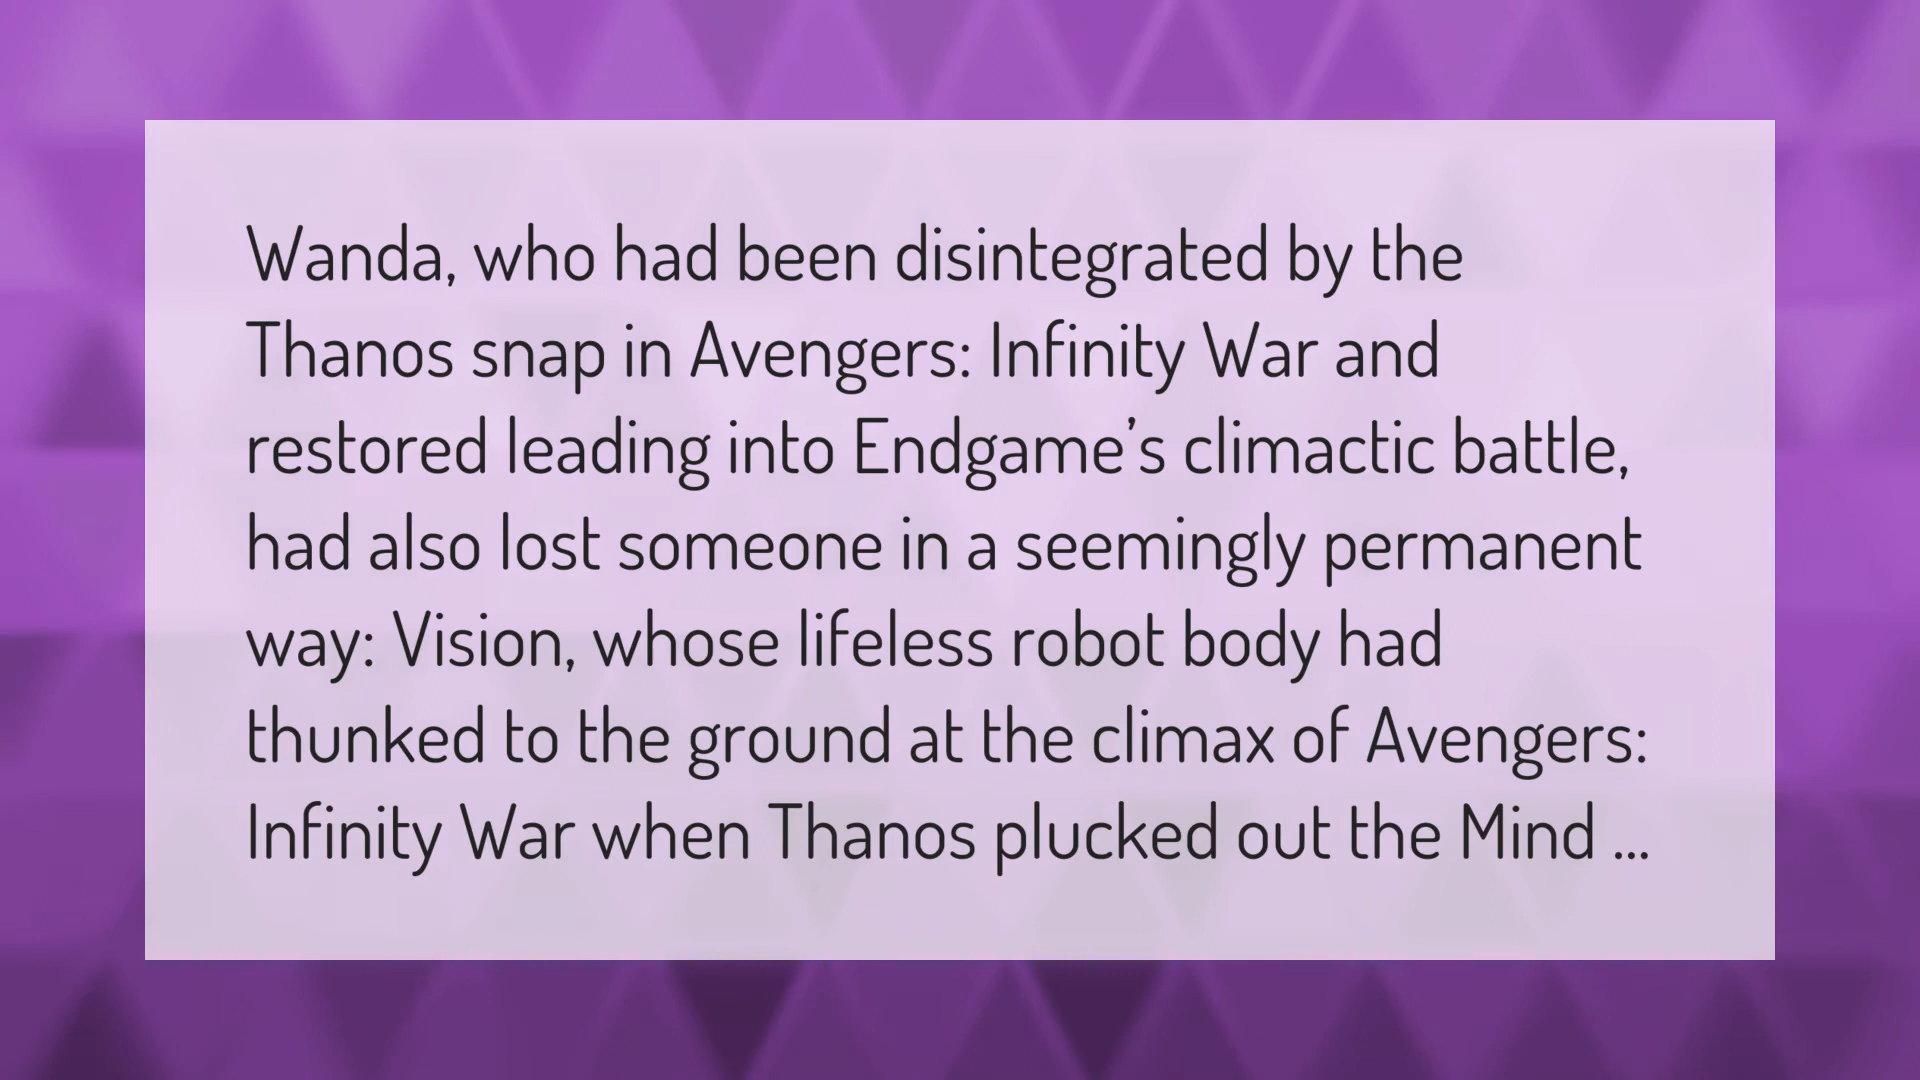 Wanda, who had been disintegrated by the
Thanos snap in Avengers: Infinity War and
restored leading into Endgame’s climactic battle,
had also lost someone in a seemingly permanent
way: Vision, whose lifeless robot body had
thunked to the ground at the climax of Avengers:
Infinity War when Thanos plucked out the Mind ...